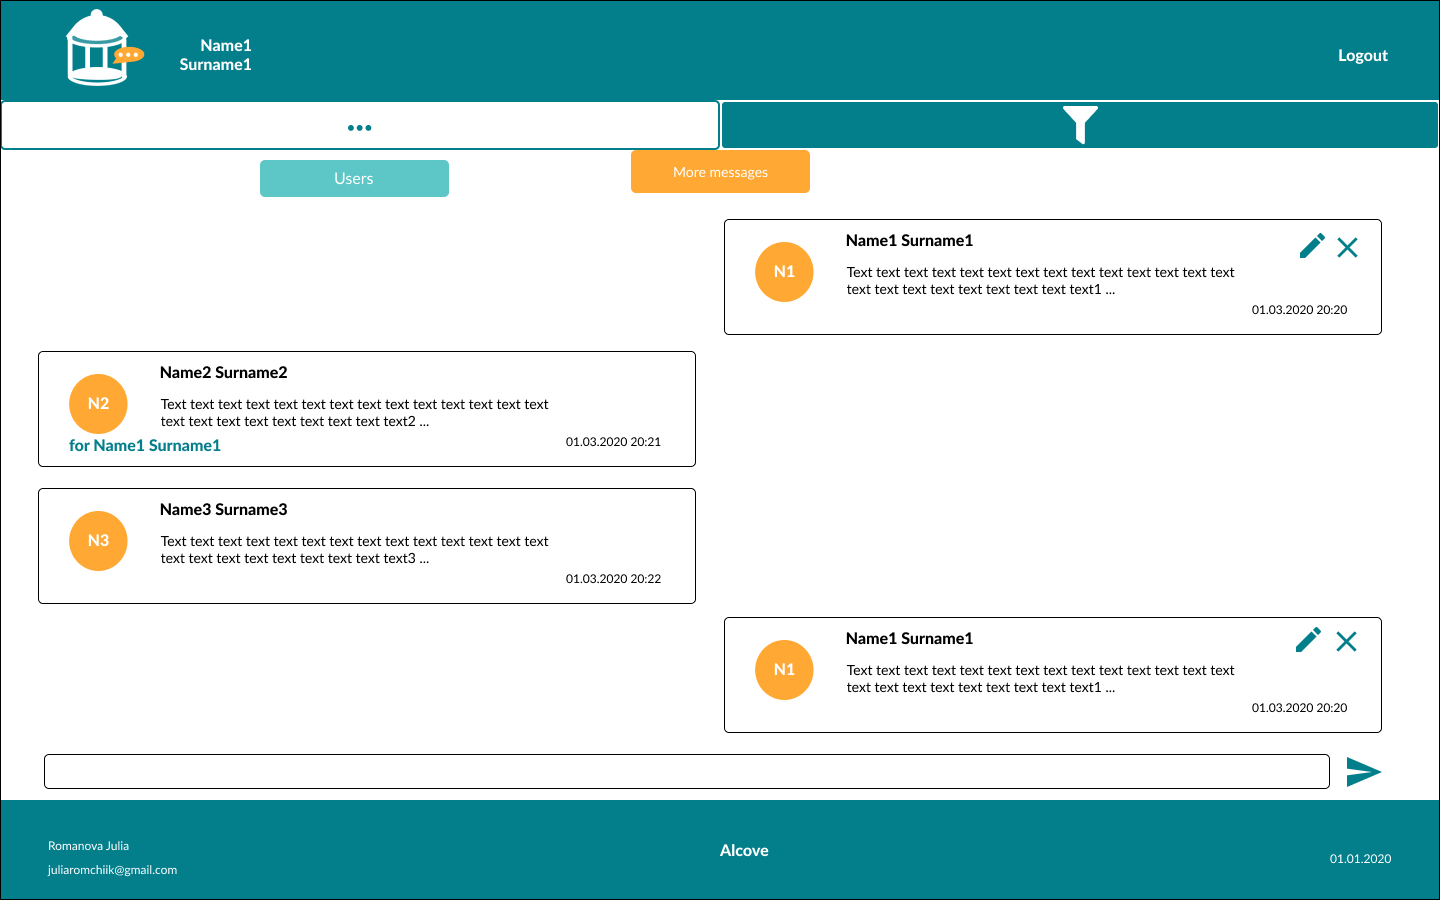 Name1
Surname1
Logout
Users
More messages
Name1 Surname1
N1
Text text text text text text text text text text text text text text
text text text text text text text text text1 ...
01.03.2020 20:20
Name2 Surname2
N2
Text text text text text text text text text text text text text text
text text text text text text text text text2 ...
for Name1 Surname1
01.03.2020 20:21
Name3 Surname3
N3
Text text text text text text text text text text text text text text
text text text text text text text text text3 ...
01.03.2020 20:22
Name1 Surname1
N1
Text text text text text text text text text text text text text text
text text text text text text text text text1 ...
01.03.2020 20:20
Romanova Julia
juliaromchiik@gmail.com
Alcove
01.01.2020